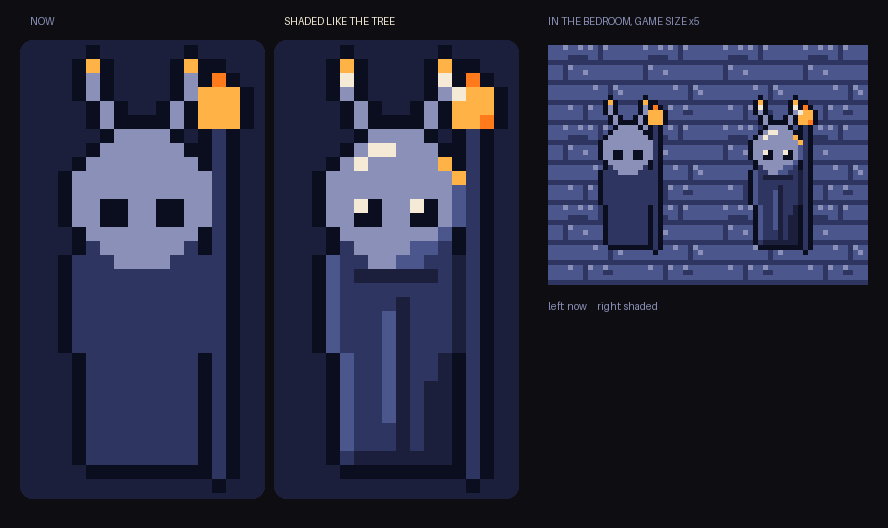 NOW
SHADED LIKE THE TREE
IN THE BEDROOM, GAME SIZE x5
left now   right shaded